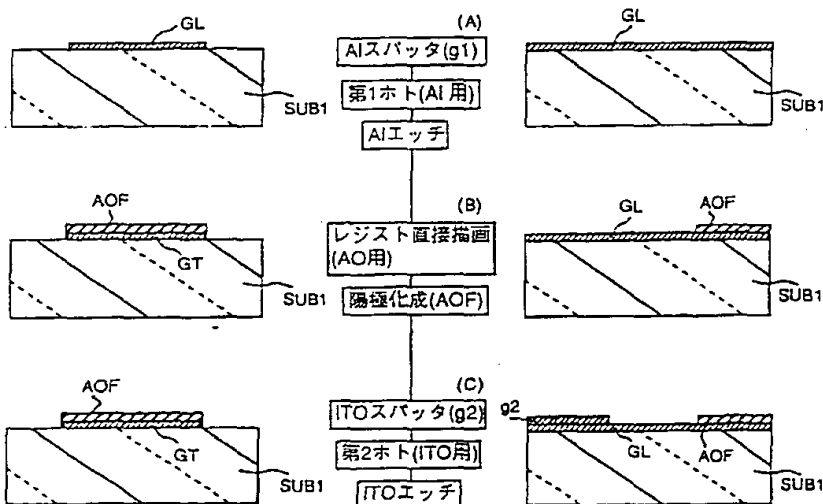 (A)
GL
SUB1
Alスパッタ(g1)
第1ホト(Al用)
Alエッチ
GL
SUB1
(B)
AOF
GT
SUB1
レジスト直接描画
(AO用)
陽極化成(AOF)
GL
AOF
SUB1
(C)
AOF
GT
SUB1
ITOスパッタ(g2)
第2ホト(ITO用)
ITOエッチ
g2
GL
AOF
SUB1